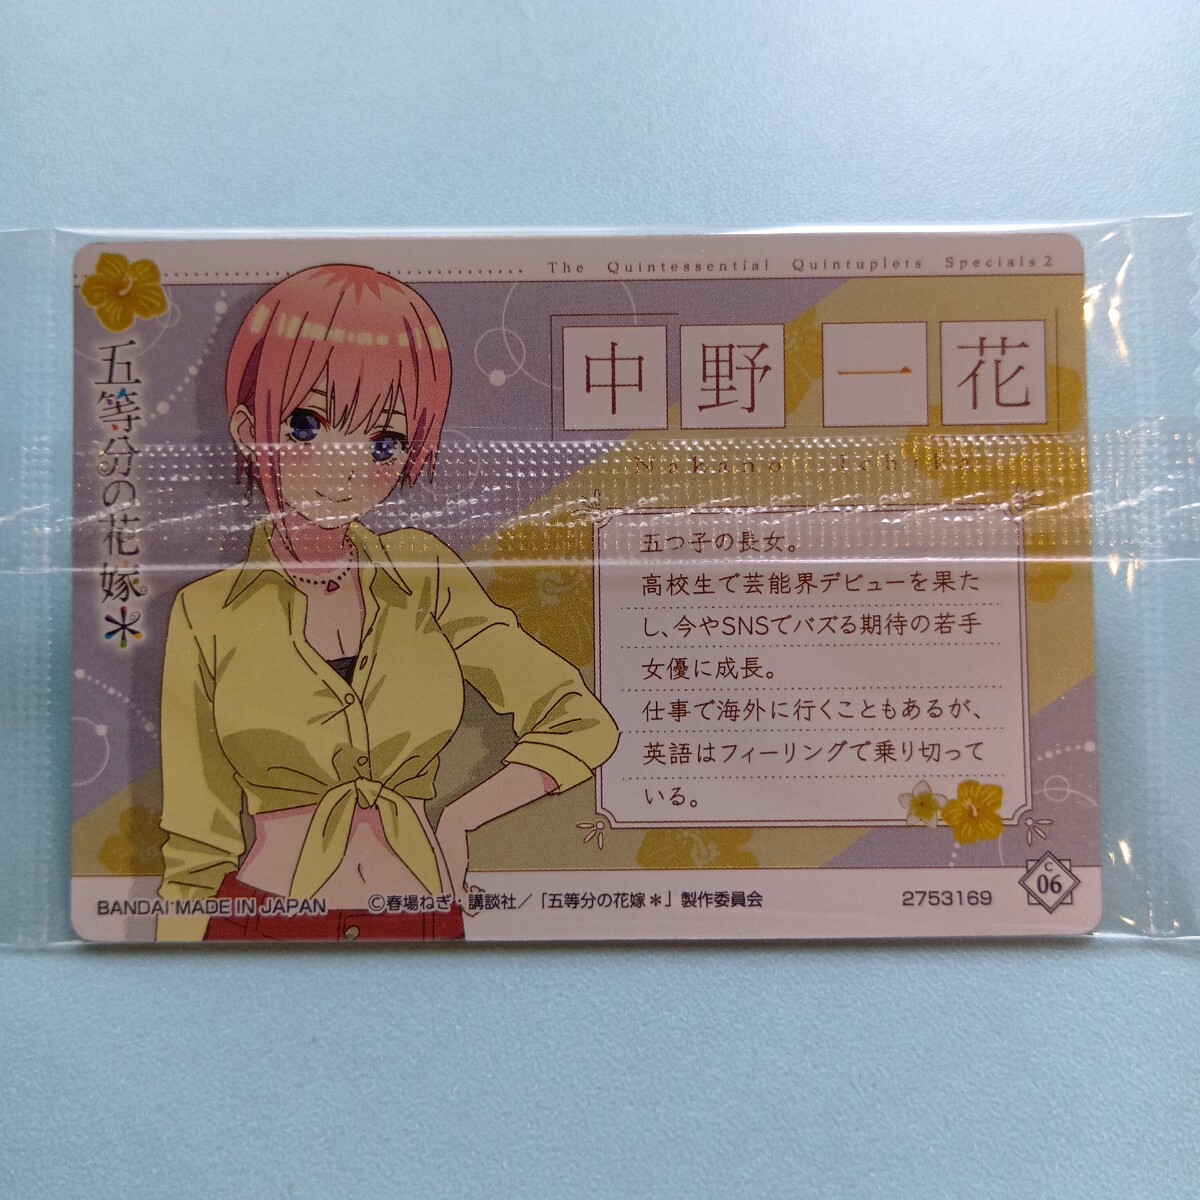 The Quintessential Quintuplets Specials 2
五等分の花嫁*
中野 一花
Nakano Ichika
五つ子の長女。
高校生で芸能界デビューを果た
し、今やSNSでバズる期待の若手
女優に成長。
仕事で海外に行くこともあるが、
英語はフィーリングで乗り切って
いる。
BANDAI MADE IN JAPAN ©春場ねぎ・講談社/「五等分の花嫁*」製作委員会 2753169
C
06